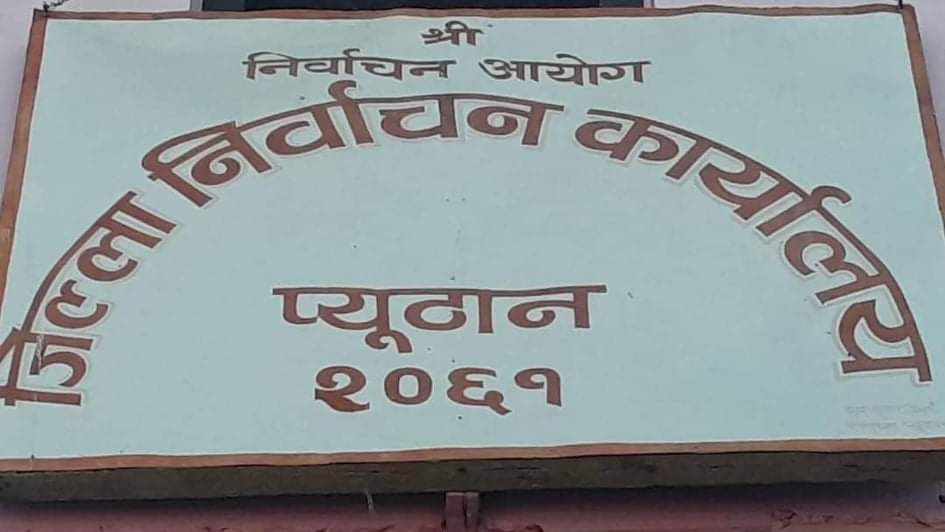 श्री
निर्वाचन आयोग
जिल्ला निर्वाचन कार्यालय
प्यूठान
२०६१